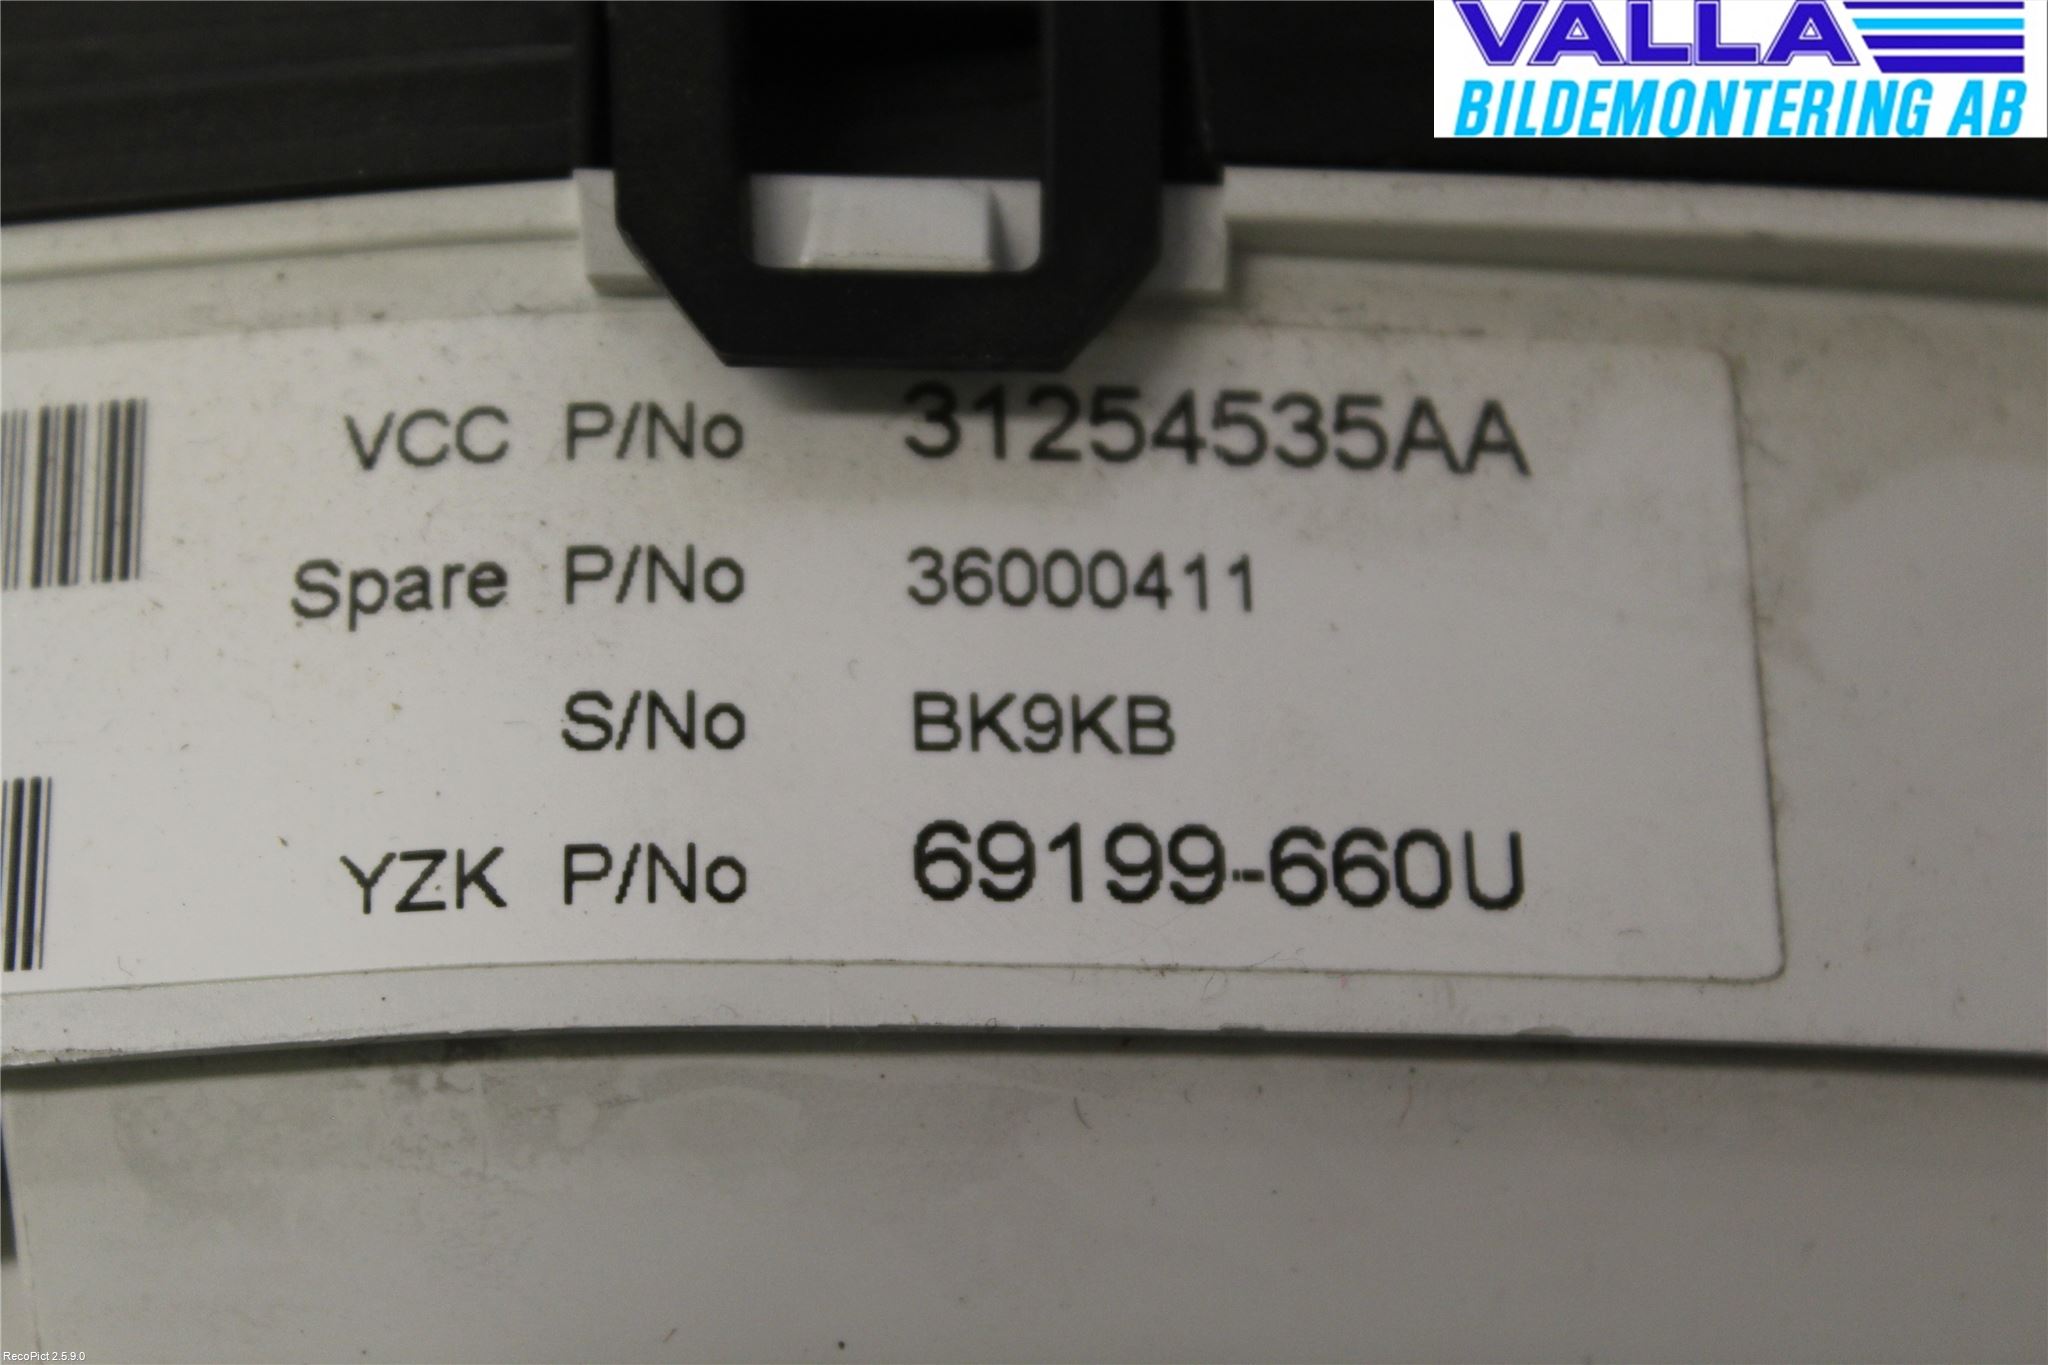 VALLA
BILDEMONTERING AB
VCC P/No 31254535AA
Spare P/No 36000411
S/No BK9KB
YZK P/No 69199-660U
RecoPict 2.5.9.0